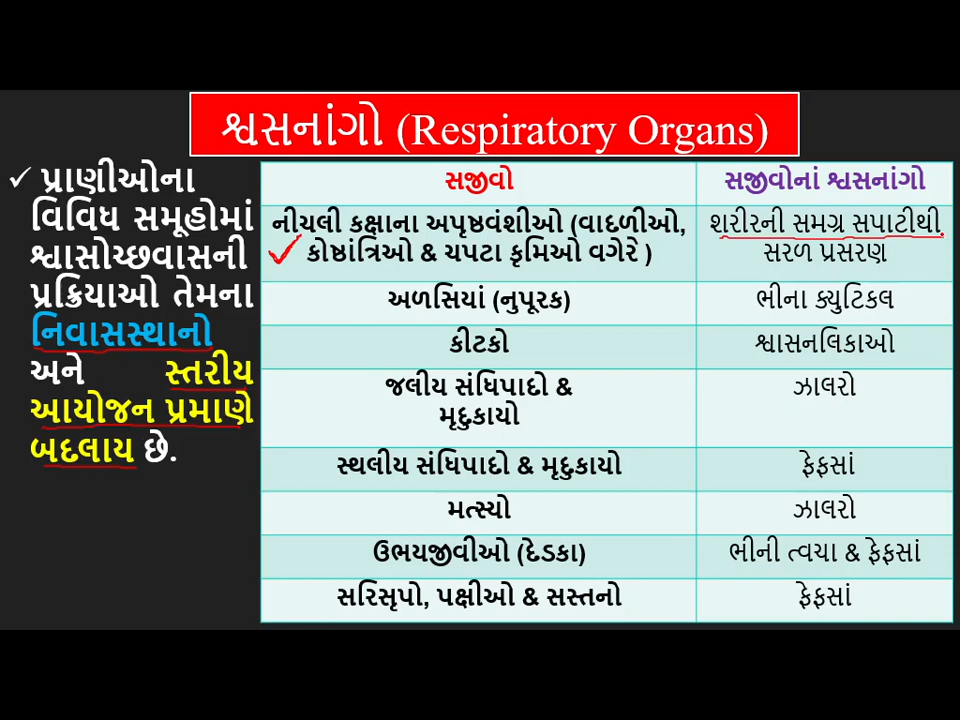 શ્વસનાંગો (Respiratory Organs)
✓ પ્રાણીઓના
વિવિધ સમૂહોમાં
શ્વાસોચ્છવાસની
પ્રક્રિયાઓ તેમના
નિવાસસ્થાનો
અને સ્તરીય
આયોજન પ્રમાણે
બદલાય છે.
સજીવો
સજીવોનાં શ્વસનાંગો
નીચલી કક્ષાના અપૃષ્ઠવંશીઓ (વાદળીઓ,
કોષ્ઠાંત્રિઓ & ચપટા કૃમિઓ વગેરે )
શરીરની સમગ્ર સપાટીથી
સરળ પ્રસરણ
અળસિયાં (નુપૂરક)
ભીના ક્યુટિકલ
કીટકો
શ્વાસનલિકાઓ
જલીય સંધિપાદો &
મૃદુકાયો
ઝાલરો
સ્થલીય સંધિપાદો & મૃદુકાયો
ફેફસાં
મત્સ્યો
ઝાલરો
ઉભયજીવીઓ (દેડકા)
ભીની ત્વચા & ફેફસાં
સરિસૃપો, પક્ષીઓ & સસ્તનો
ફેફસાં